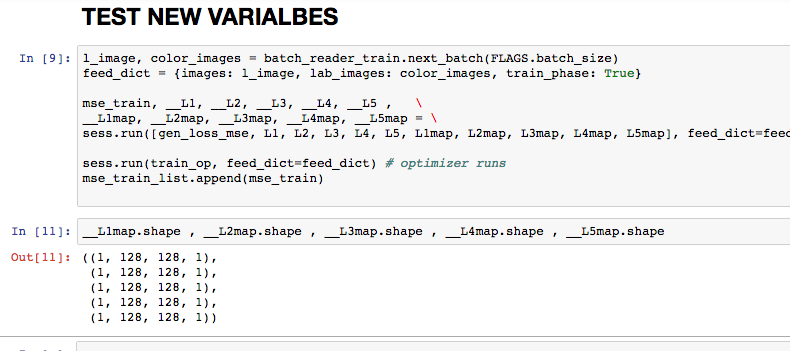 TEST NEW VARIALBES
In [9]:
l_image, color_images = batch_reader_train.next_batch(FLAGS.batch_size)
feed_dict = {images: l_image, lab_images: color_images, train_phase: True}
mse_train, __L1, __L2, __L3, __L4, __L5 ,   \
__L1map, __L2map, __L3map, __L4map, __L5map = \
sess.run([gen_loss_mse, L1, L2, L3, L4, L5, L1map, L2map, L3map, L4map, L5map], feed_dict=feed
sess.run(train_op, feed_dict=feed_dict) # optimizer runs
mse_train_list.append(mse_train)
In [11]:
__L1map.shape , __L2map.shape , __L3map.shape , __L4map.shape , __L5map.shape
Out[11]:
((1, 128, 128, 1),
(1, 128, 128, 1),
(1, 128, 128, 1),
(1, 128, 128, 1),
(1, 128, 128, 1))